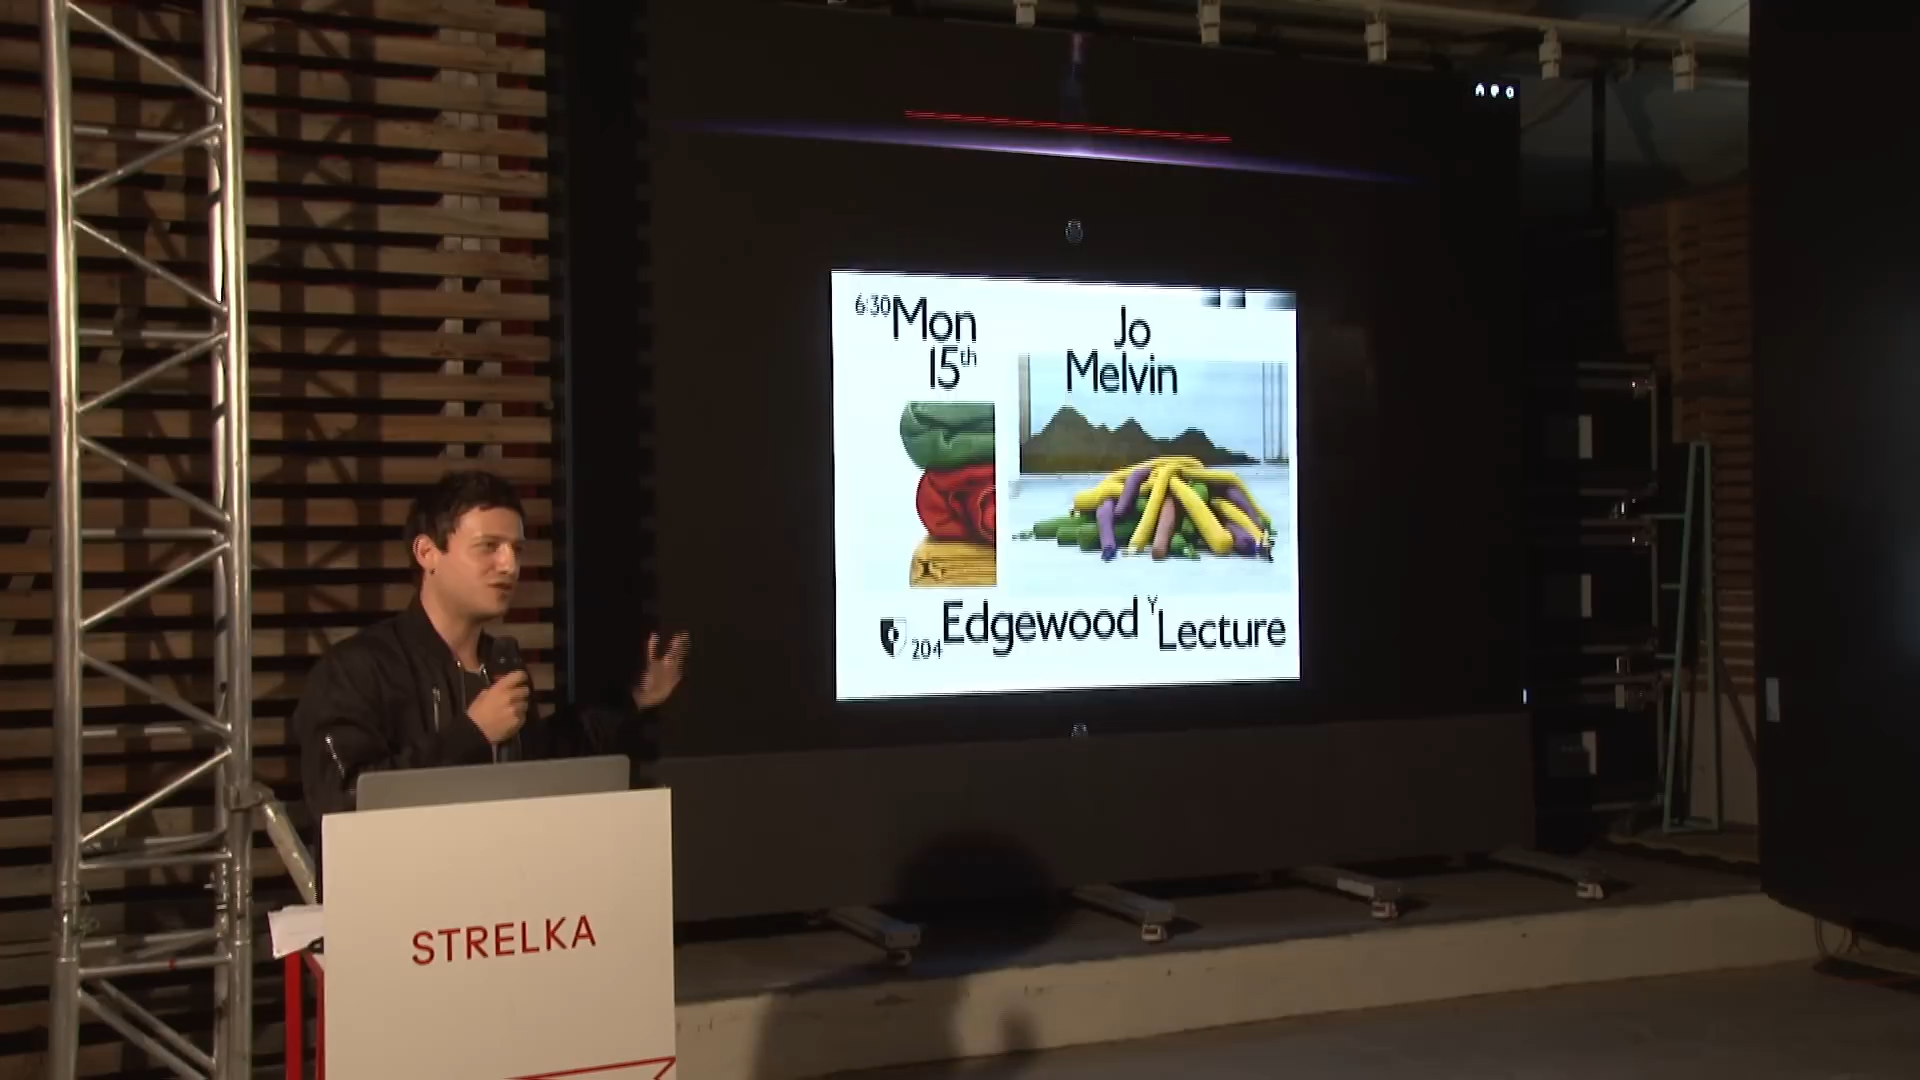 6:30 Mon
15th
Jo
Melvin
204 Edgewood Y Lecture
STRELKA